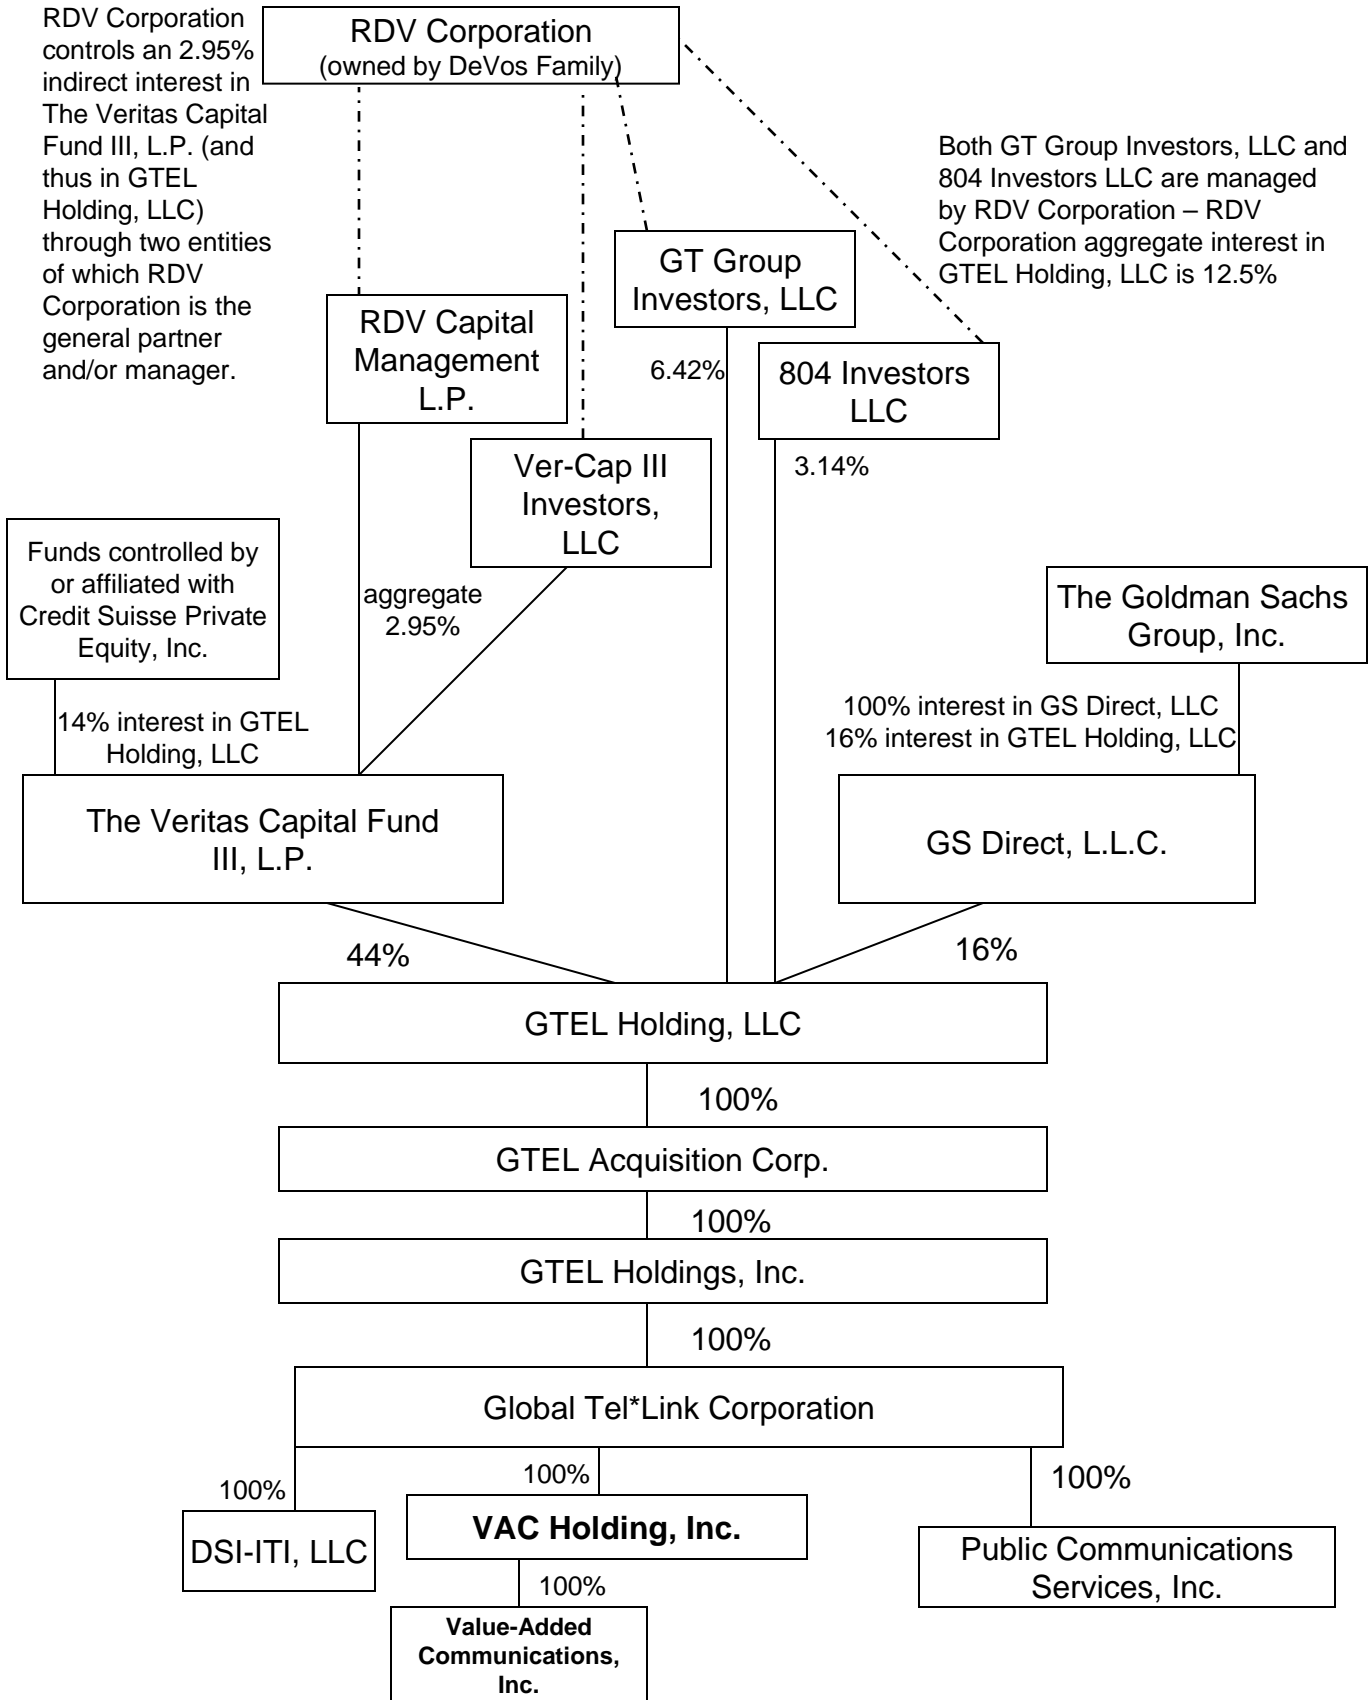 RDV Corporation
controls an 2.95%
indirect interest in
The Veritas Capital
Fund III, L.P. (and
thus in GTEL
Holding, LLC)
through two entities
of which RDV
Corporation is the
general partner
and/or manager.
RDV Corporation
(owned by DeVos Family)
Both GT Group Investors, LLC and
804 Investors LLC are managed
by RDV Corporation – RDV
Corporation aggregate interest in
GTEL Holding, LLC is 12.5%
GT Group
Investors, LLC
RDV Capital
Management
L.P.
6.42%
804 Investors
LLC
3.14%
Ver-Cap III
Investors,
LLC
Funds controlled by
or affiliated with
Credit Suisse Private
Equity, Inc.
aggregate
2.95%
The Goldman Sachs
Group, Inc.
14% interest in GTEL
Holding, LLC
100% interest in GS Direct, LLC
16% interest in GTEL Holding, LLC
The Veritas Capital Fund
III, L.P.
GS Direct, L.L.C.
44%
16%
GTEL Holding, LLC
100%
GTEL Acquisition Corp.
100%
GTEL Holdings, Inc.
100%
Global Tel*Link Corporation
100%
100%
100%
DSI-ITI, LLC
VAC Holding, Inc.
Public Communications
Services, Inc.
100%
Value-Added
Communications,
Inc.